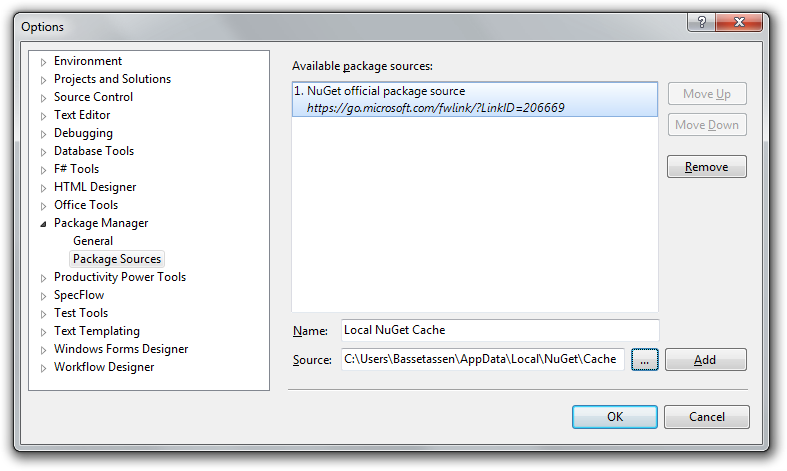 Options
?
Environment
Projects and Solutions
Source Control
Text Editor
Debugging
Database Tools
F# Tools
HTML Designer
Office Tools
Package Manager
General
Package Sources
Productivity Power Tools
SpecFlow
Test Tools
Text Templating
Windows Forms Designer
Workflow Designer
Available package sources:
1. NuGet official package source
https://go.microsoft.com/fwlink/?LinkID=206669
Move Up
Move Down
Remove
Name: Local NuGet Cache
Source: C:\Users\Bassetassen\AppData\Local\NuGet\Cache ... Add
OK Cancel